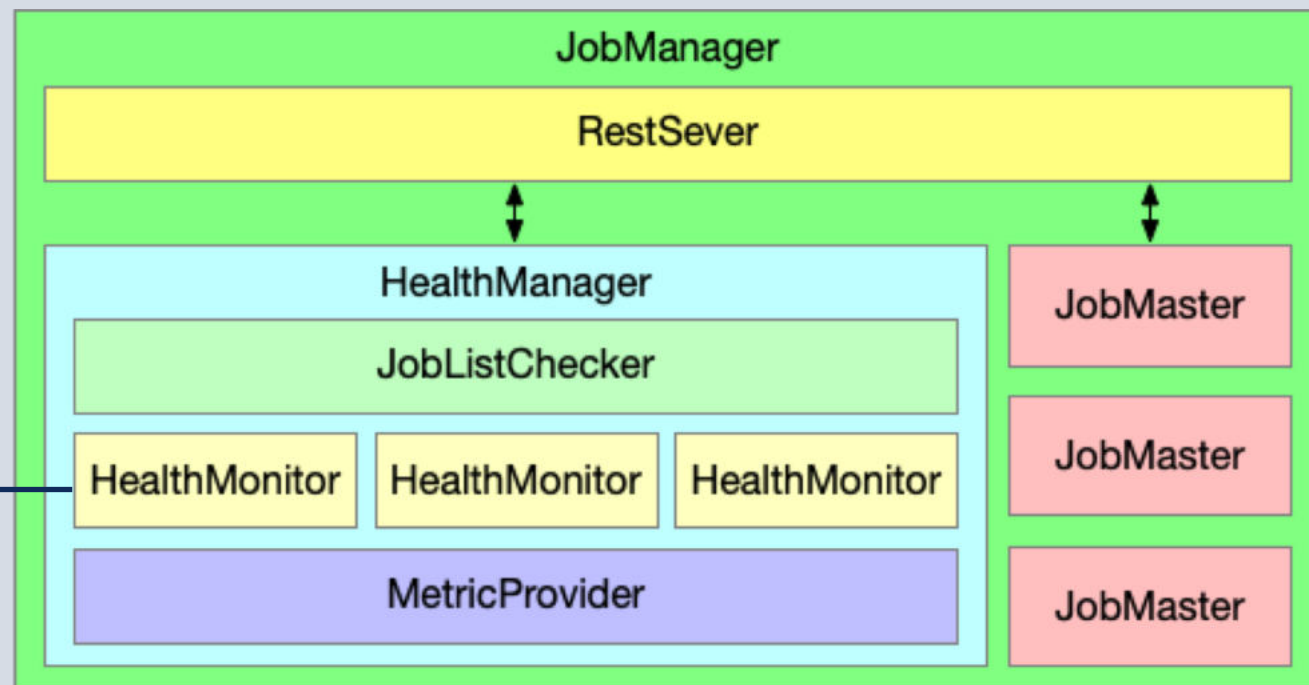 JobManager
RestSever
HealthManager
JobListChecker
HealthMonitor HealthMonitor HealthMonitor
MetricProvider
JobMaster
JobMaster
JobMaster